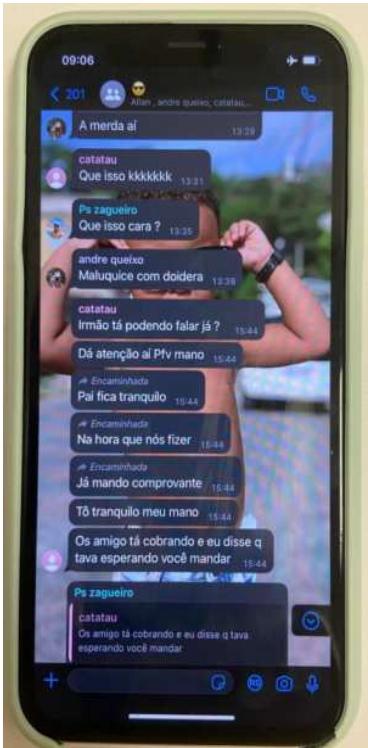 09:06
201
😎
Allan , andre queixo, catatau,...
A merda aí
13:29
catatau
Que isso kkkkkkk
13:31
Ps zagueiro
Que isso cara ?
13:35
andre queixo
Maluquice com doidera
13:39
catatau
Irmão tá podendo falar já ?
15:44
Dá atenção aí Pfv mano
15:44
Encaminhada
Pai fica tranquilo
15:44
Encaminhada
Na hora que nós fizer
15:44
Encaminhada
Já mando comprovante
15:44
Tô tranquilo meu mano
15:44
Os amigo tá cobrando e eu disse q
tava esperando você mandar
15:44
Ps zagueiro
catatau
Os amigo tá cobrando e eu disse q tava
esperando você mandar